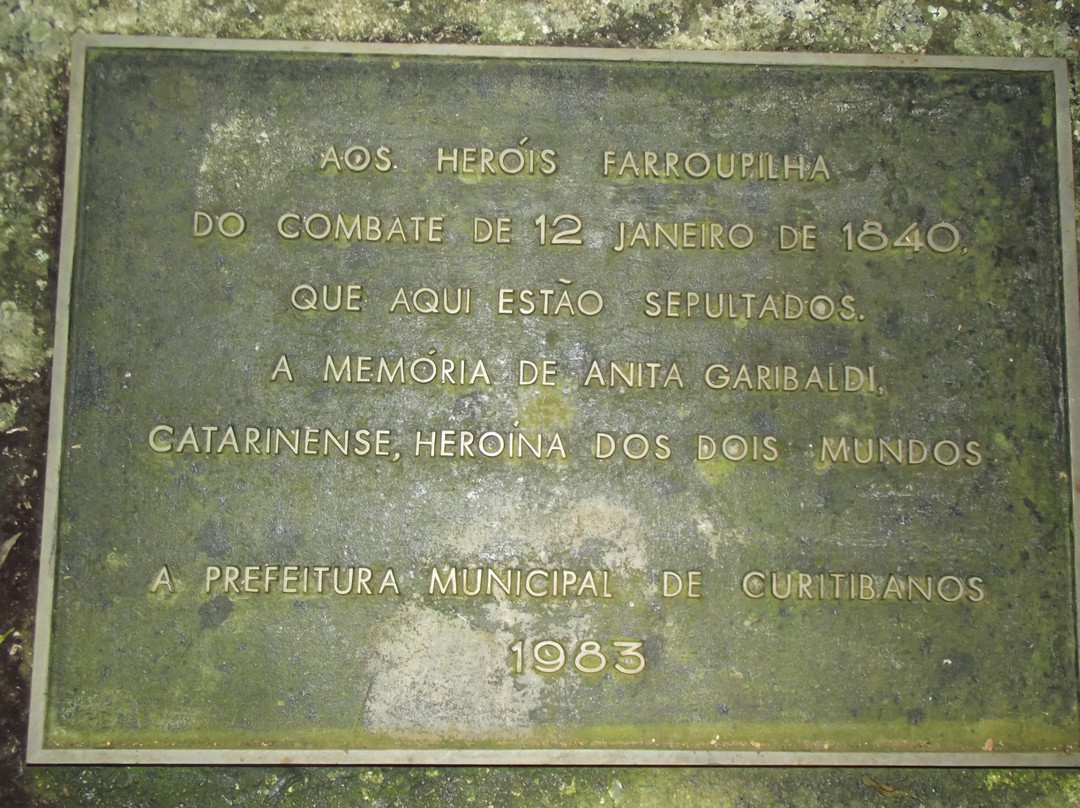 AOS HERÓIS FARROUPILHA
DO COMBATE DE 12 JANEIRO DE 1840,
QUE AQUI ESTÃO SEPULTADOS.
A MEMÓRIA DE ANITA GARIBALDI,
CATARINENSE, HEROÍNA DOS DOIS MUNDOS
A PREFEITURA MUNICIPAL DE CURITIBANOS
1983